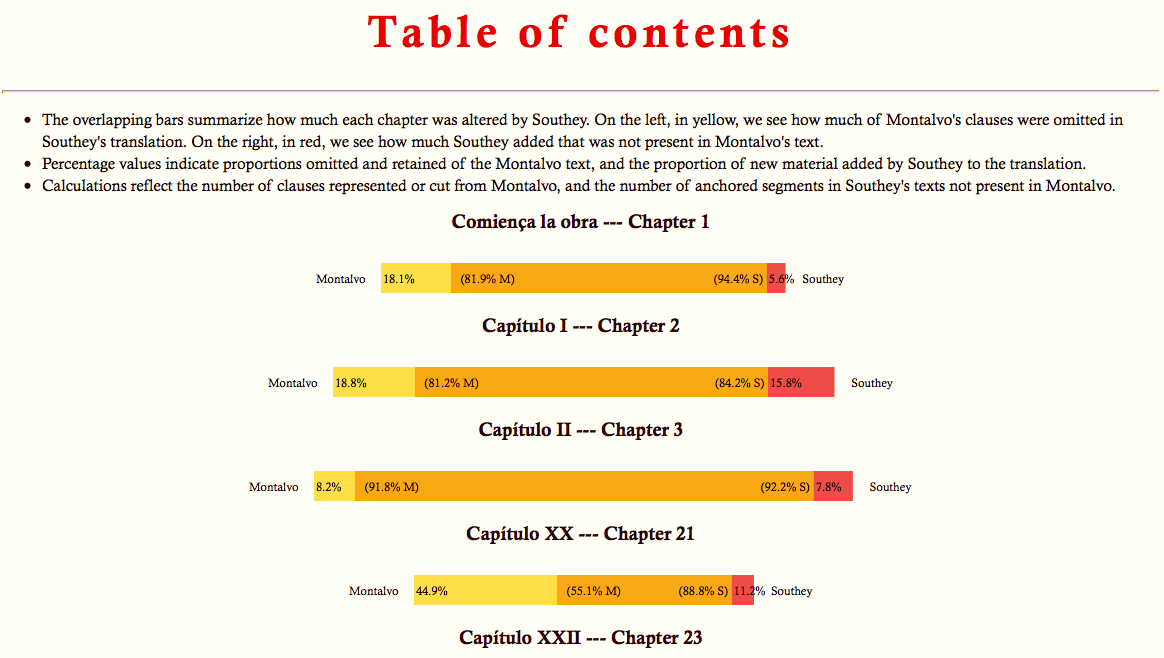 Table of contents
The overlapping bars summarize how much each chapter was altered by Southey. On the left, in yellow, we see how much of Montalvo's clauses were omitted in
Southey's translation. On the right, in red, we see how much Southey added that was not present in Montalvo's text.
Percentage values indicate proportions omitted and retained of the Montalvo text, and the proportion of new material added by Southey to the translation.
Calculations reflect the number of clauses represented or cut from Montalvo, and the number of anchored segments in Southey's texts not present in Montalvo.
Comiença la obra --- Chapter 1
Montalvo 18.1% (81.9% M) (94.4% S) 5.6% Southey
Capítulo I --- Chapter 2
Montalvo 18.8% (81.2% M) (84.2% S) 15.8% Southey
Capítulo II --- Chapter 3
Montalvo 8.2% (91.8% M) (92.2% S) 7.8% Southey
Capítulo XX --- Chapter 21
Montalvo 44.9% (55.1% M) (88.8% S) 11.2% Southey
Capítulo XXII --- Chapter 23